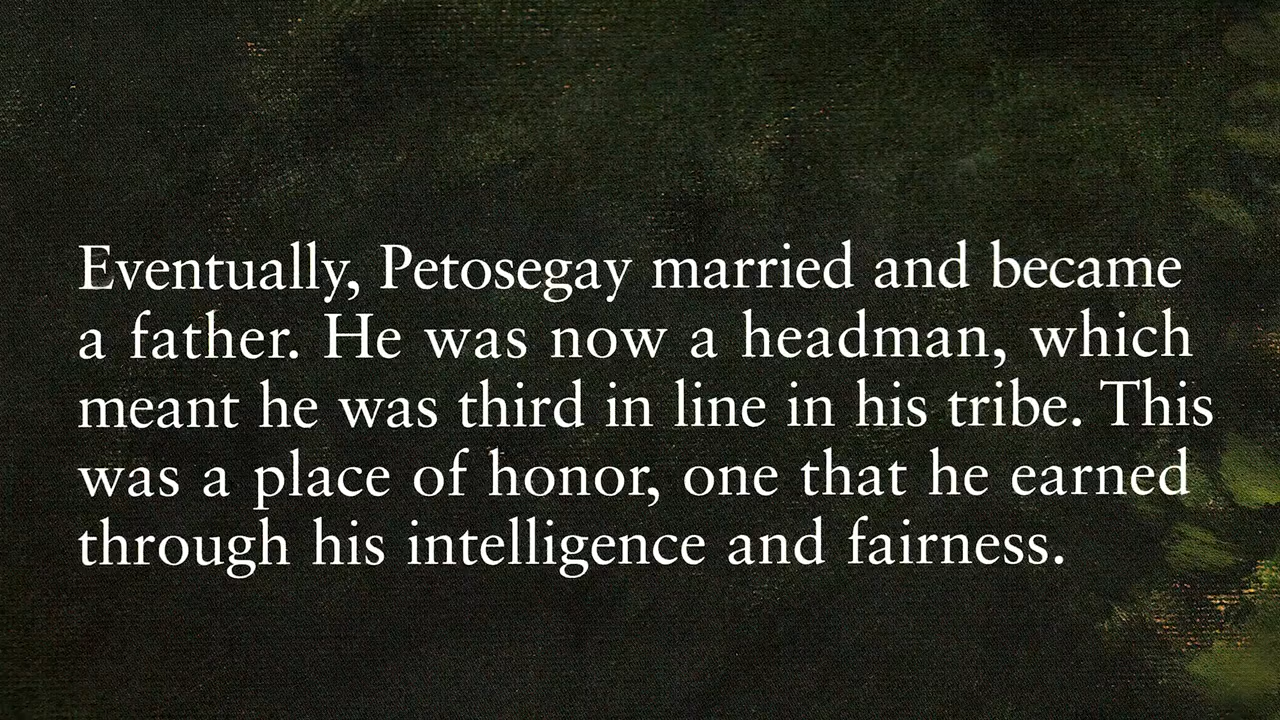 Eventually, Petosegay married and became
a father. He was now a headman, which
meant he was third in line in his tribe. This
was a place of honor, one that he earned
through his intelligence and fairness.